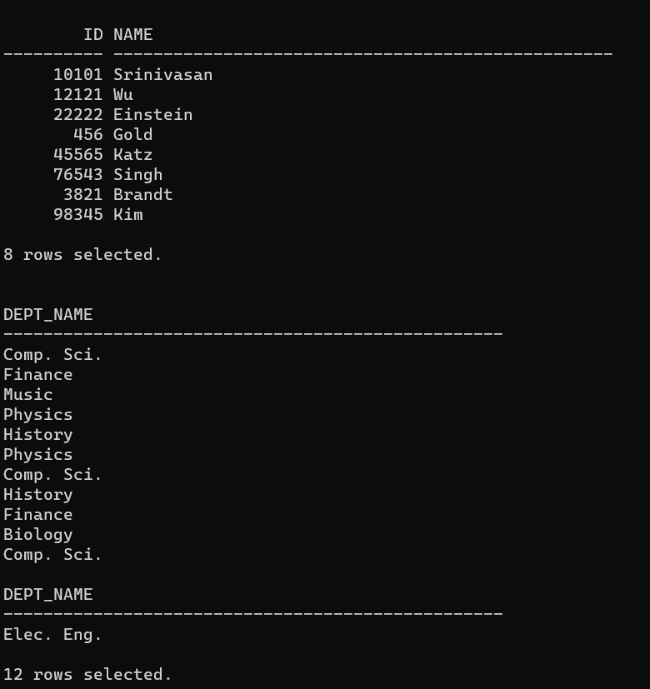 ID NAME
---------- --------------------------------------------------
     10101 Srinivasan
     12121 Wu
     22222 Einstein
       456 Gold
     45565 Katz
     76543 Singh
      3821 Brandt
     98345 Kim
8 rows selected.
DEPT_NAME
--------------------------------------------------
Comp. Sci.
Finance
Music
Physics
History
Physics
Comp. Sci.
History
Finance
Biology
Comp. Sci.
DEPT_NAME
--------------------------------------------------
Elec. Eng.
12 rows selected.